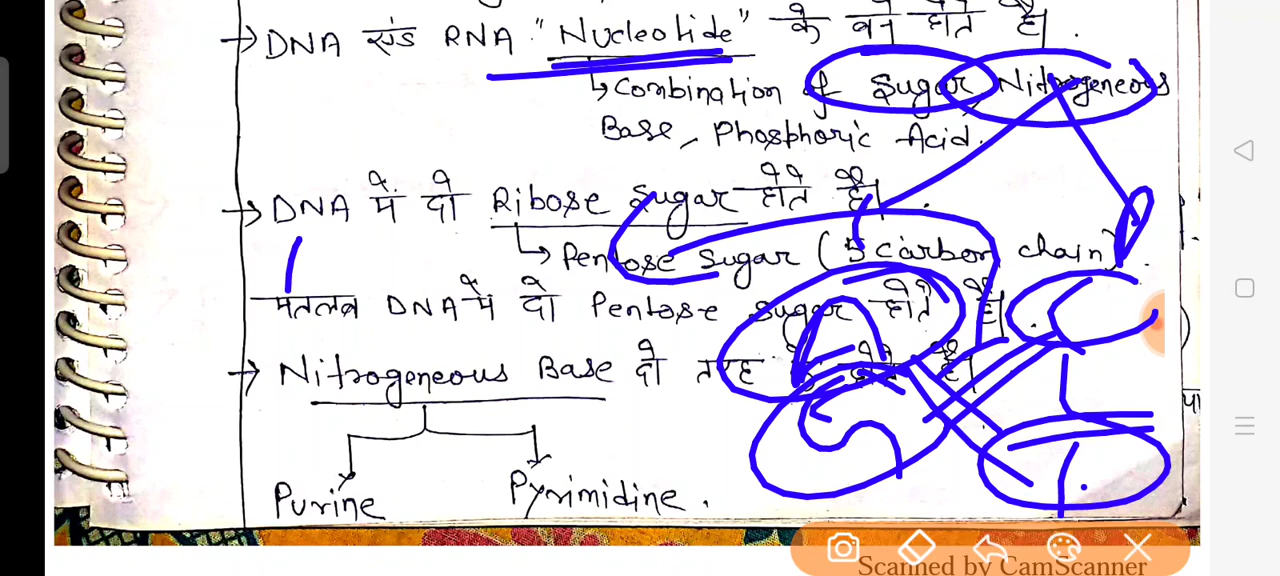 → DNA एंड RNA "Nucleotide" के बने होते है।
↳ Combination of Sugar, Nitrogeneous
Base, Phosphoric Acid.
→ DNA में दो Ribose Sugar होते है।
↳ Pentose Sugar (5 carbon chain).
मतलब DNA में दो Pentose Sugar होते है।
→ Nitrogeneous Base दो तरह
Purine Pyrimidine.
Scanned by CamScanner